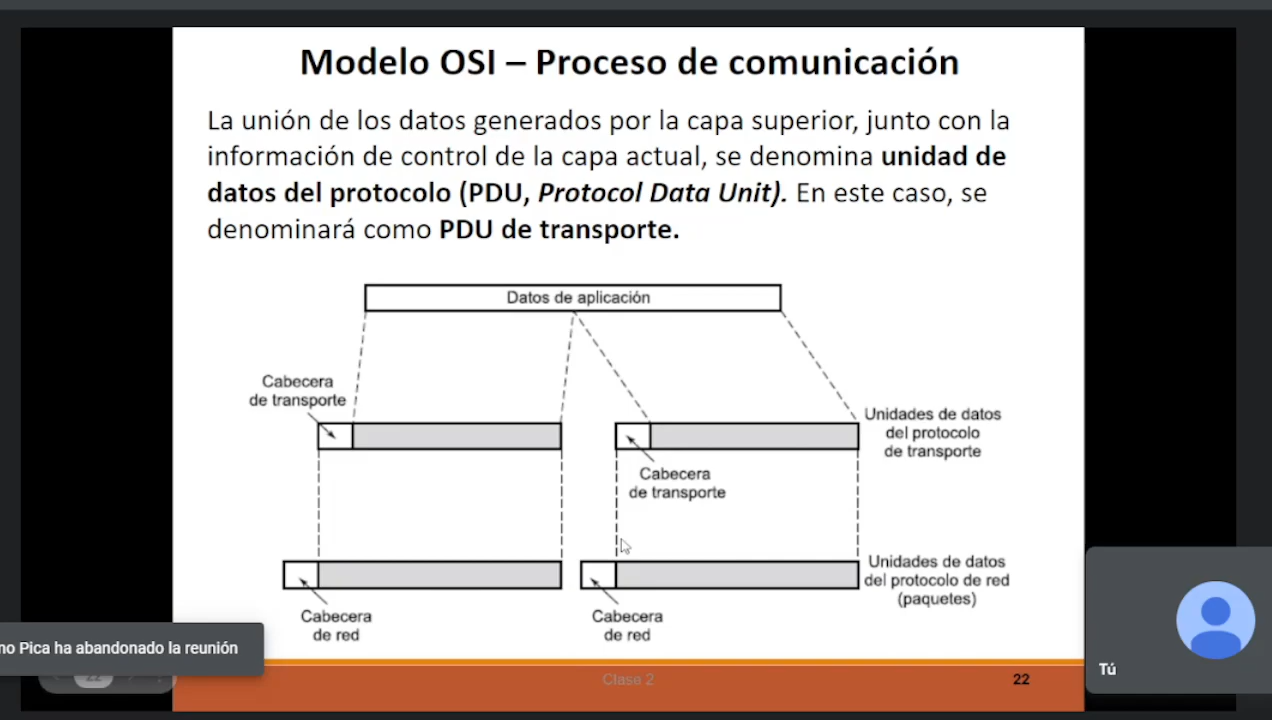 Modelo OSI – Proceso de comunicación
La unión de los datos generados por la capa superior, junto con la
información de control de la capa actual, se denomina unidad de
datos del protocolo (PDU, Protocol Data Unit). En este caso, se
denominará como PDU de transporte.
Datos de aplicación
Cabecera
de transporte
Unidades de datos
del protocolo
de transporte
Cabecera
de transporte
Unidades de datos
del protocolo de red
(paquetes)
Cabecera
de red
Cabecera
de red
no Pica ha abandonado la reunión
Tú
22
Clase 2
22